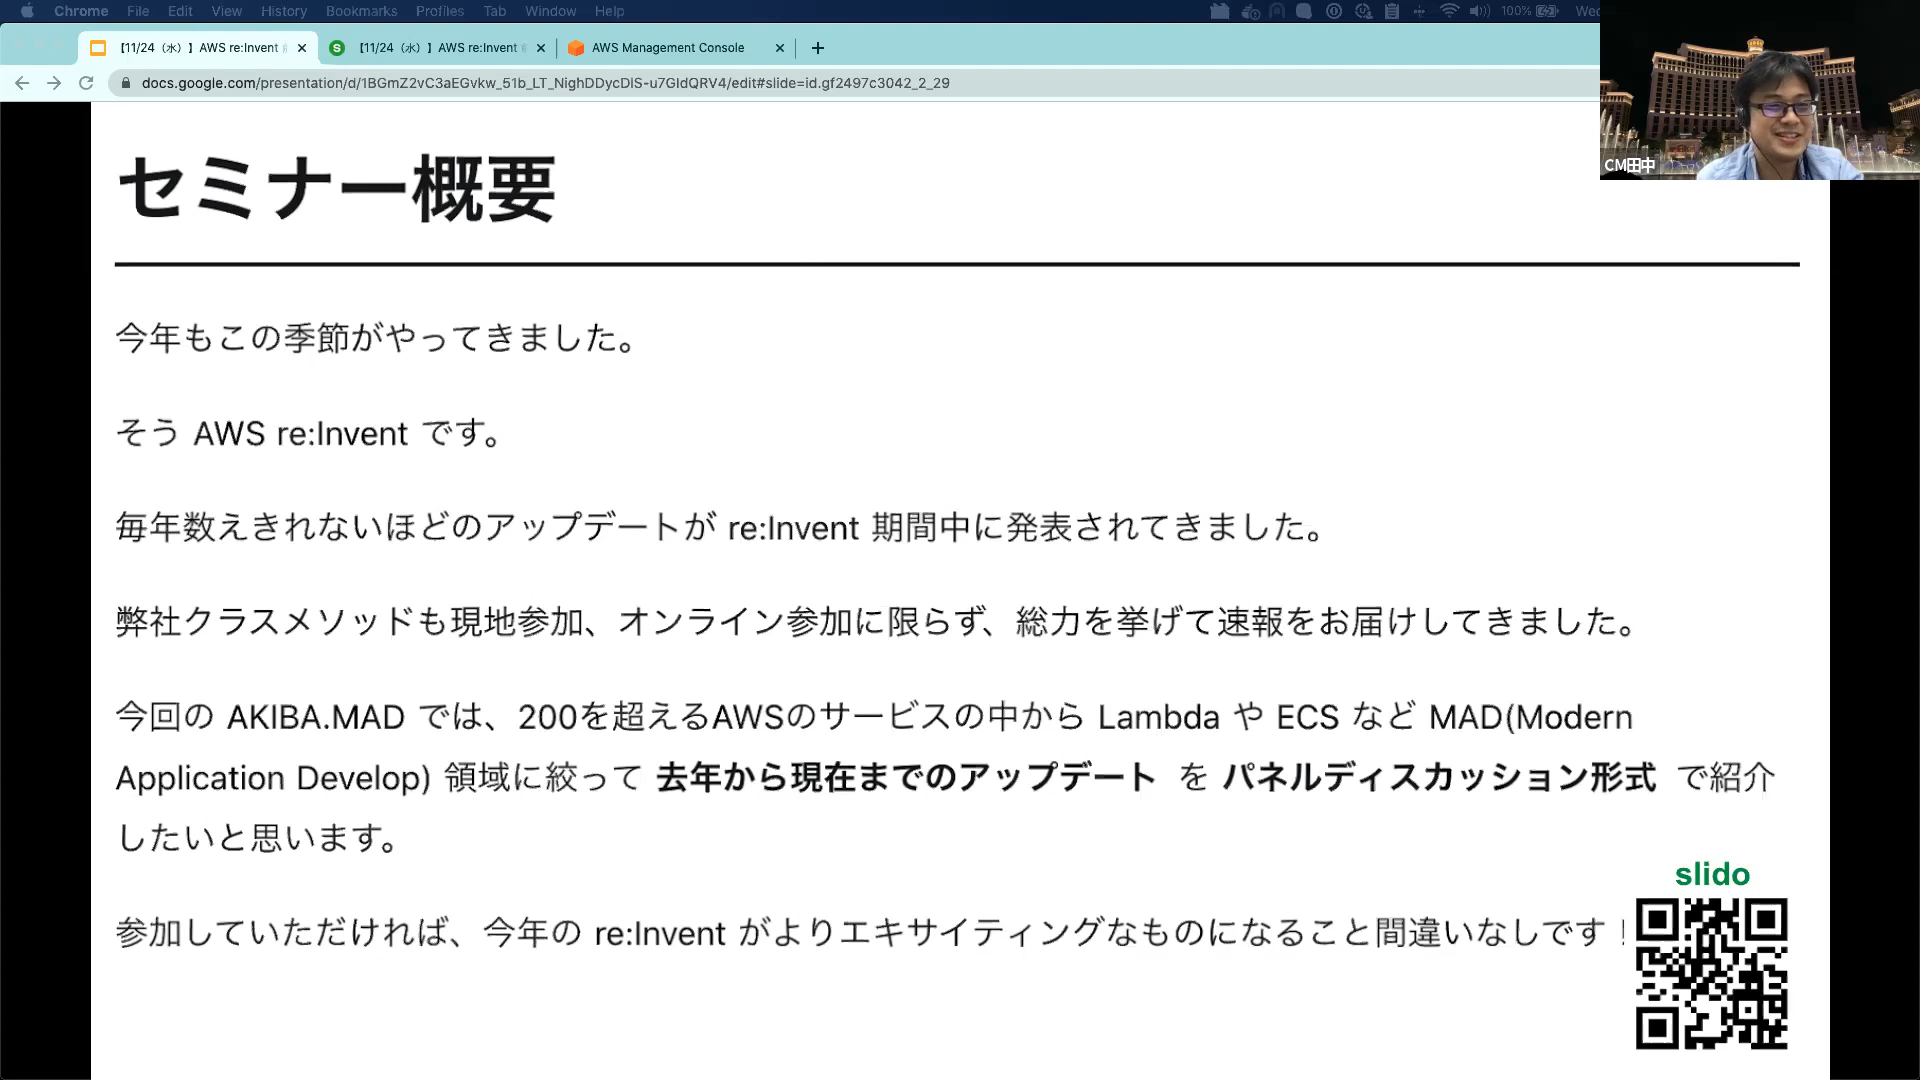 Chrome File Edit View History Bookmarks Profiles Tab Window Help 100% We
【11/24（水）】AWS re:Invent
【11/24（水）】AWS re:Invent
AWS Management Console
docs.google.com/presentation/d/1BGmZ2vC3aEGvkw_51b_LT_NighDDycDiS-u7GIdQRV4/edit#slide=id.gf2497c3042_2_29
CM田中
セミナー概要
今年もこの季節がやってきました。
そう AWS re:Invent です。
毎年数えきれないほどのアップデートが re:Invent 期間中に発表されてきました。
弊社クラスメソッドも現地参加、オンライン参加に限らず、総力を挙げて速報をお届けしてきました。
今回の AKIBA.MAD では、200を超えるAWSのサービスの中から Lambda や ECS など MAD(Modern
Application Develop) 領域に絞って 去年から現在までのアップデート を パネルディスカッション形式 で紹介
したいと思います。
参加していただければ、今年の re:Invent がよりエキサイティングなものになること間違いなしです！
slido